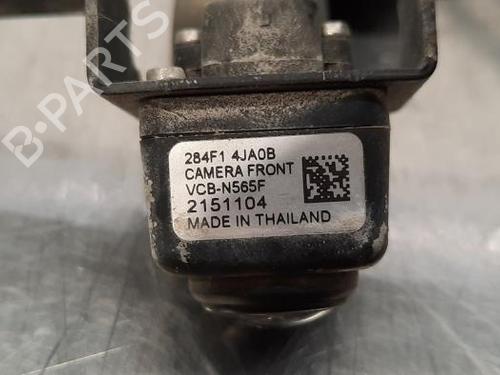 284F1 4JA0B
CAMERA FRONT
VCB-N565F
2151104
MADE IN THAILAND
B-PARTS